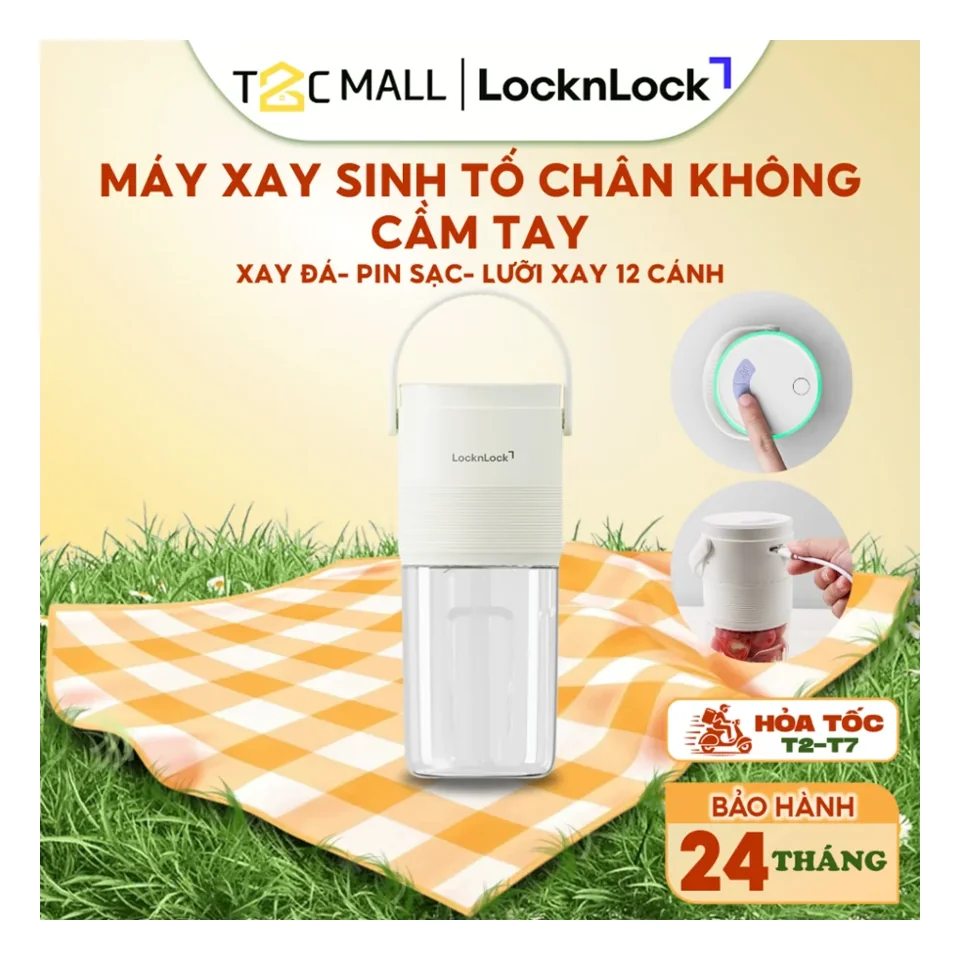 T2C MALL | LocknLock
MÁY XAY SINH TỐ CHÂN KHÔNG
CẦM TAY
XAY ĐÁ- PIN SẠC- LƯỠI XAY 12 CÁNH
LocknLock
HỎA TỐC
T2-T7
BẢO HÀNH
24 THÁNG